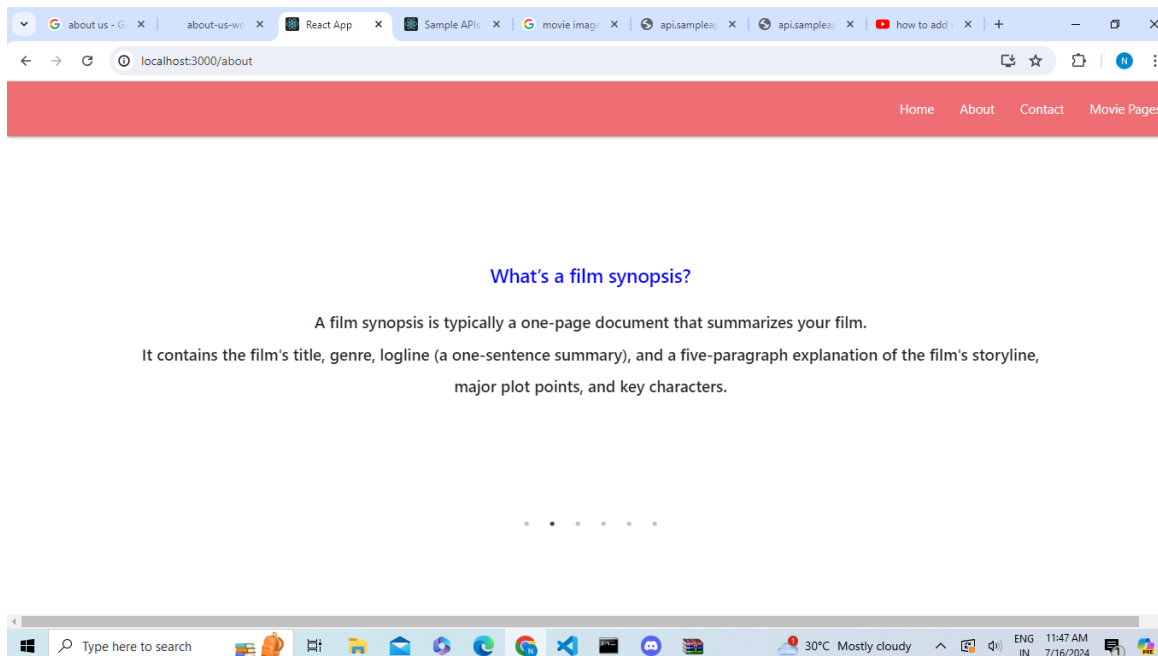 about us - G
about-us-wo
React App
Sample APIs
movie image
api.sampleap
api.sampleap
how to add
localhost:3000/about
N
Home
About
Contact
Movie Pages
What's a film synopsis?
A film synopsis is typically a one-page document that summarizes your film.
It contains the film's title, genre, logline (a one-sentence summary), and a five-paragraph explanation of the film's storyline,
major plot points, and key characters.
Type here to search
1
30°C Mostly cloudy
ENG
IN
11:47 AM
7/16/2024
1
PRE